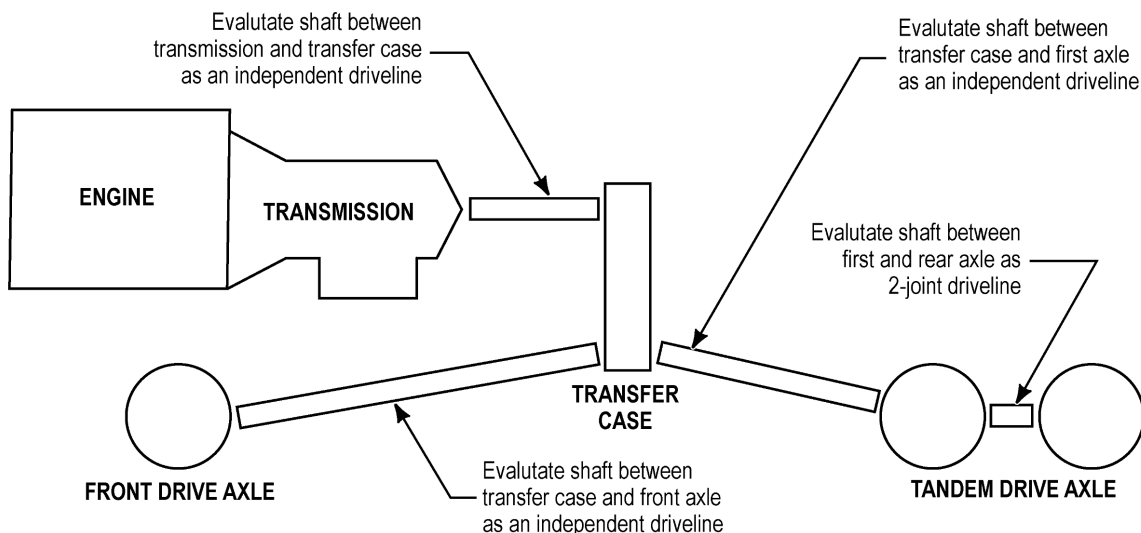 Evalutate shaft between
transmission and transfer case
as an independent driveline
Evalutate shaft between
transfer case and first axle
as an independent driveline
ENGINE
TRANSMISSION
Evalutate shaft between
first and rear axle as
2-joint driveline
TRANSFER
CASE
FRONT DRIVE AXLE
Evalutate shaft between
transfer case and front axle
as an independent driveline
TANDEM DRIVE AXLE